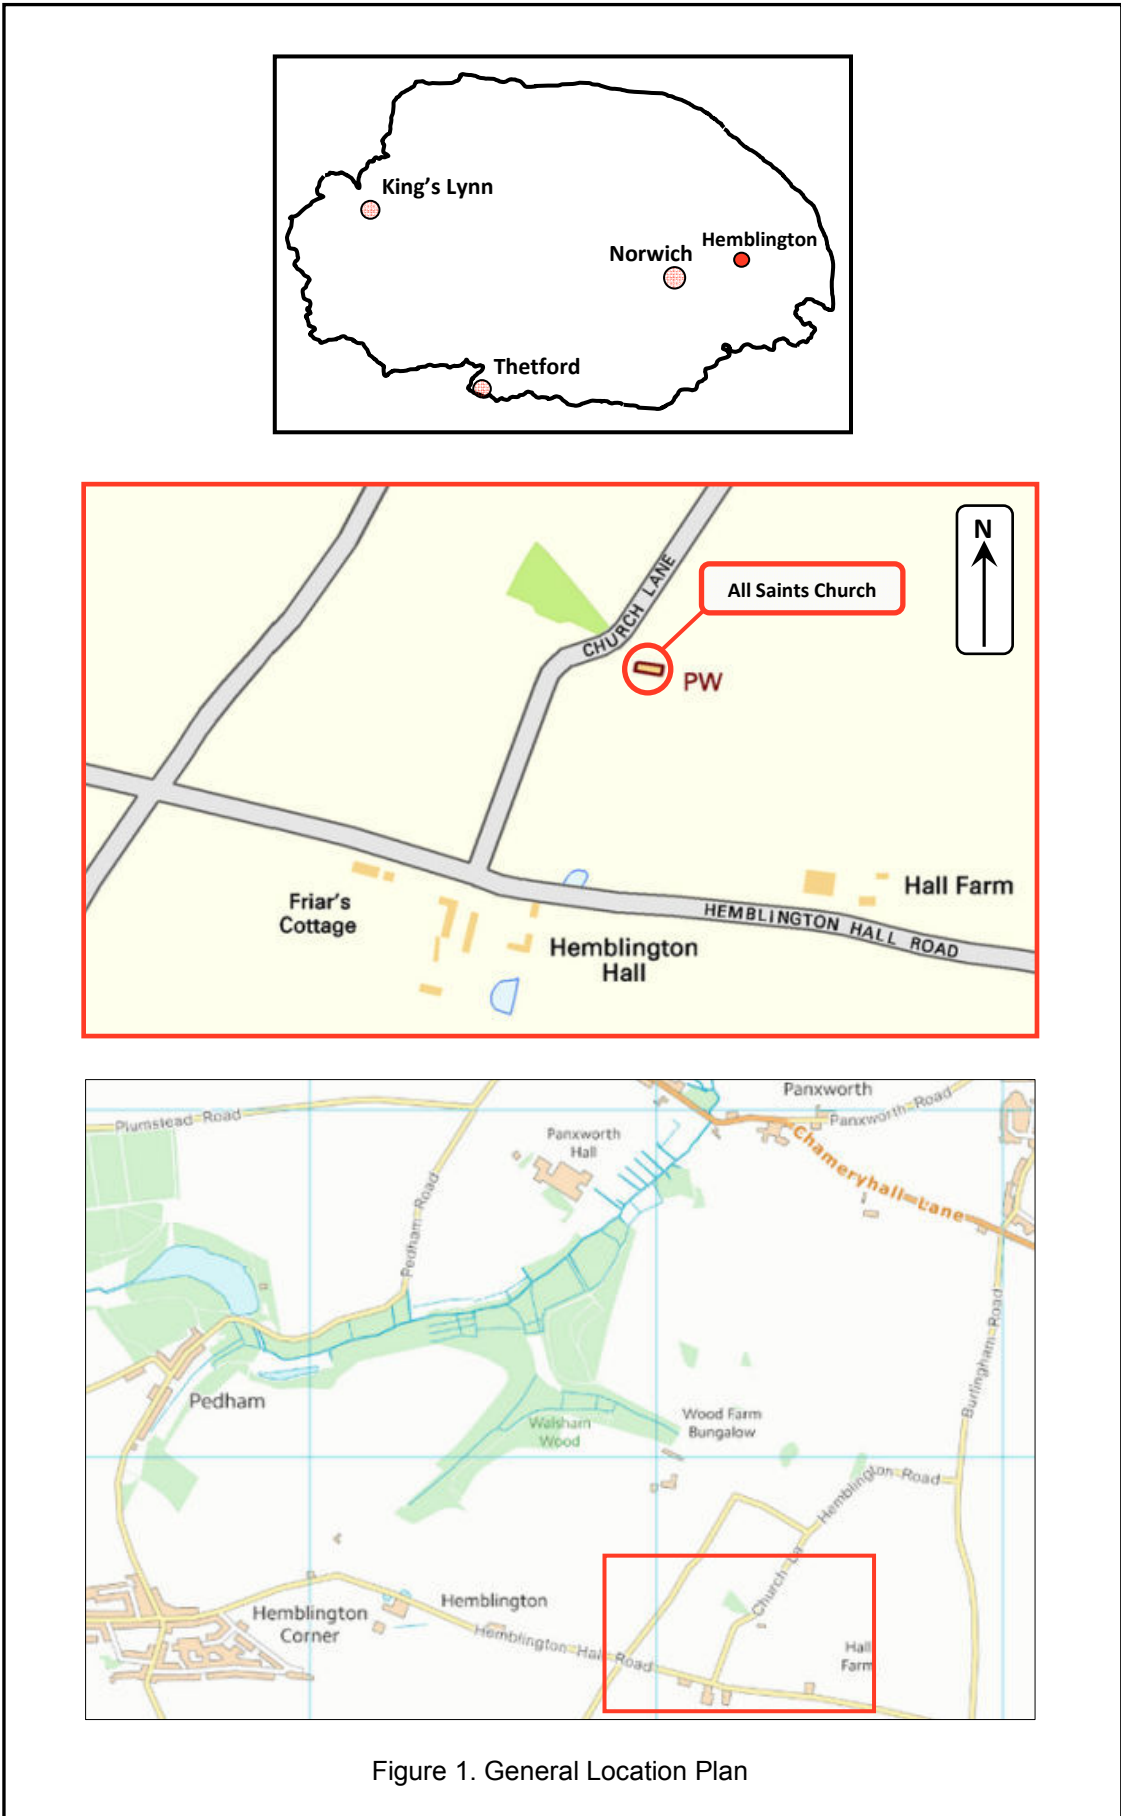 King's Lynn
Hemblington
Norwich
Thetford
N
CHURCH LANE
All Saints Church
PW
Hall Farm
Friar's
Cottage
HEMBLINGTON HALL ROAD
Hemblington
Hall
Panxworth
Plumstead Road
Panxworth Road
Panxworth
Hall
Chameryhall Lane
Pedham Road
Burlingham Road
Pedham
Walsham
Wood
Wood Farm
Bungalow
Hemblington Road
Church La
Hemblington
Hemblington
Corner
Hemblington Hall Road
Hall
Farm
Figure 1. General Location Plan